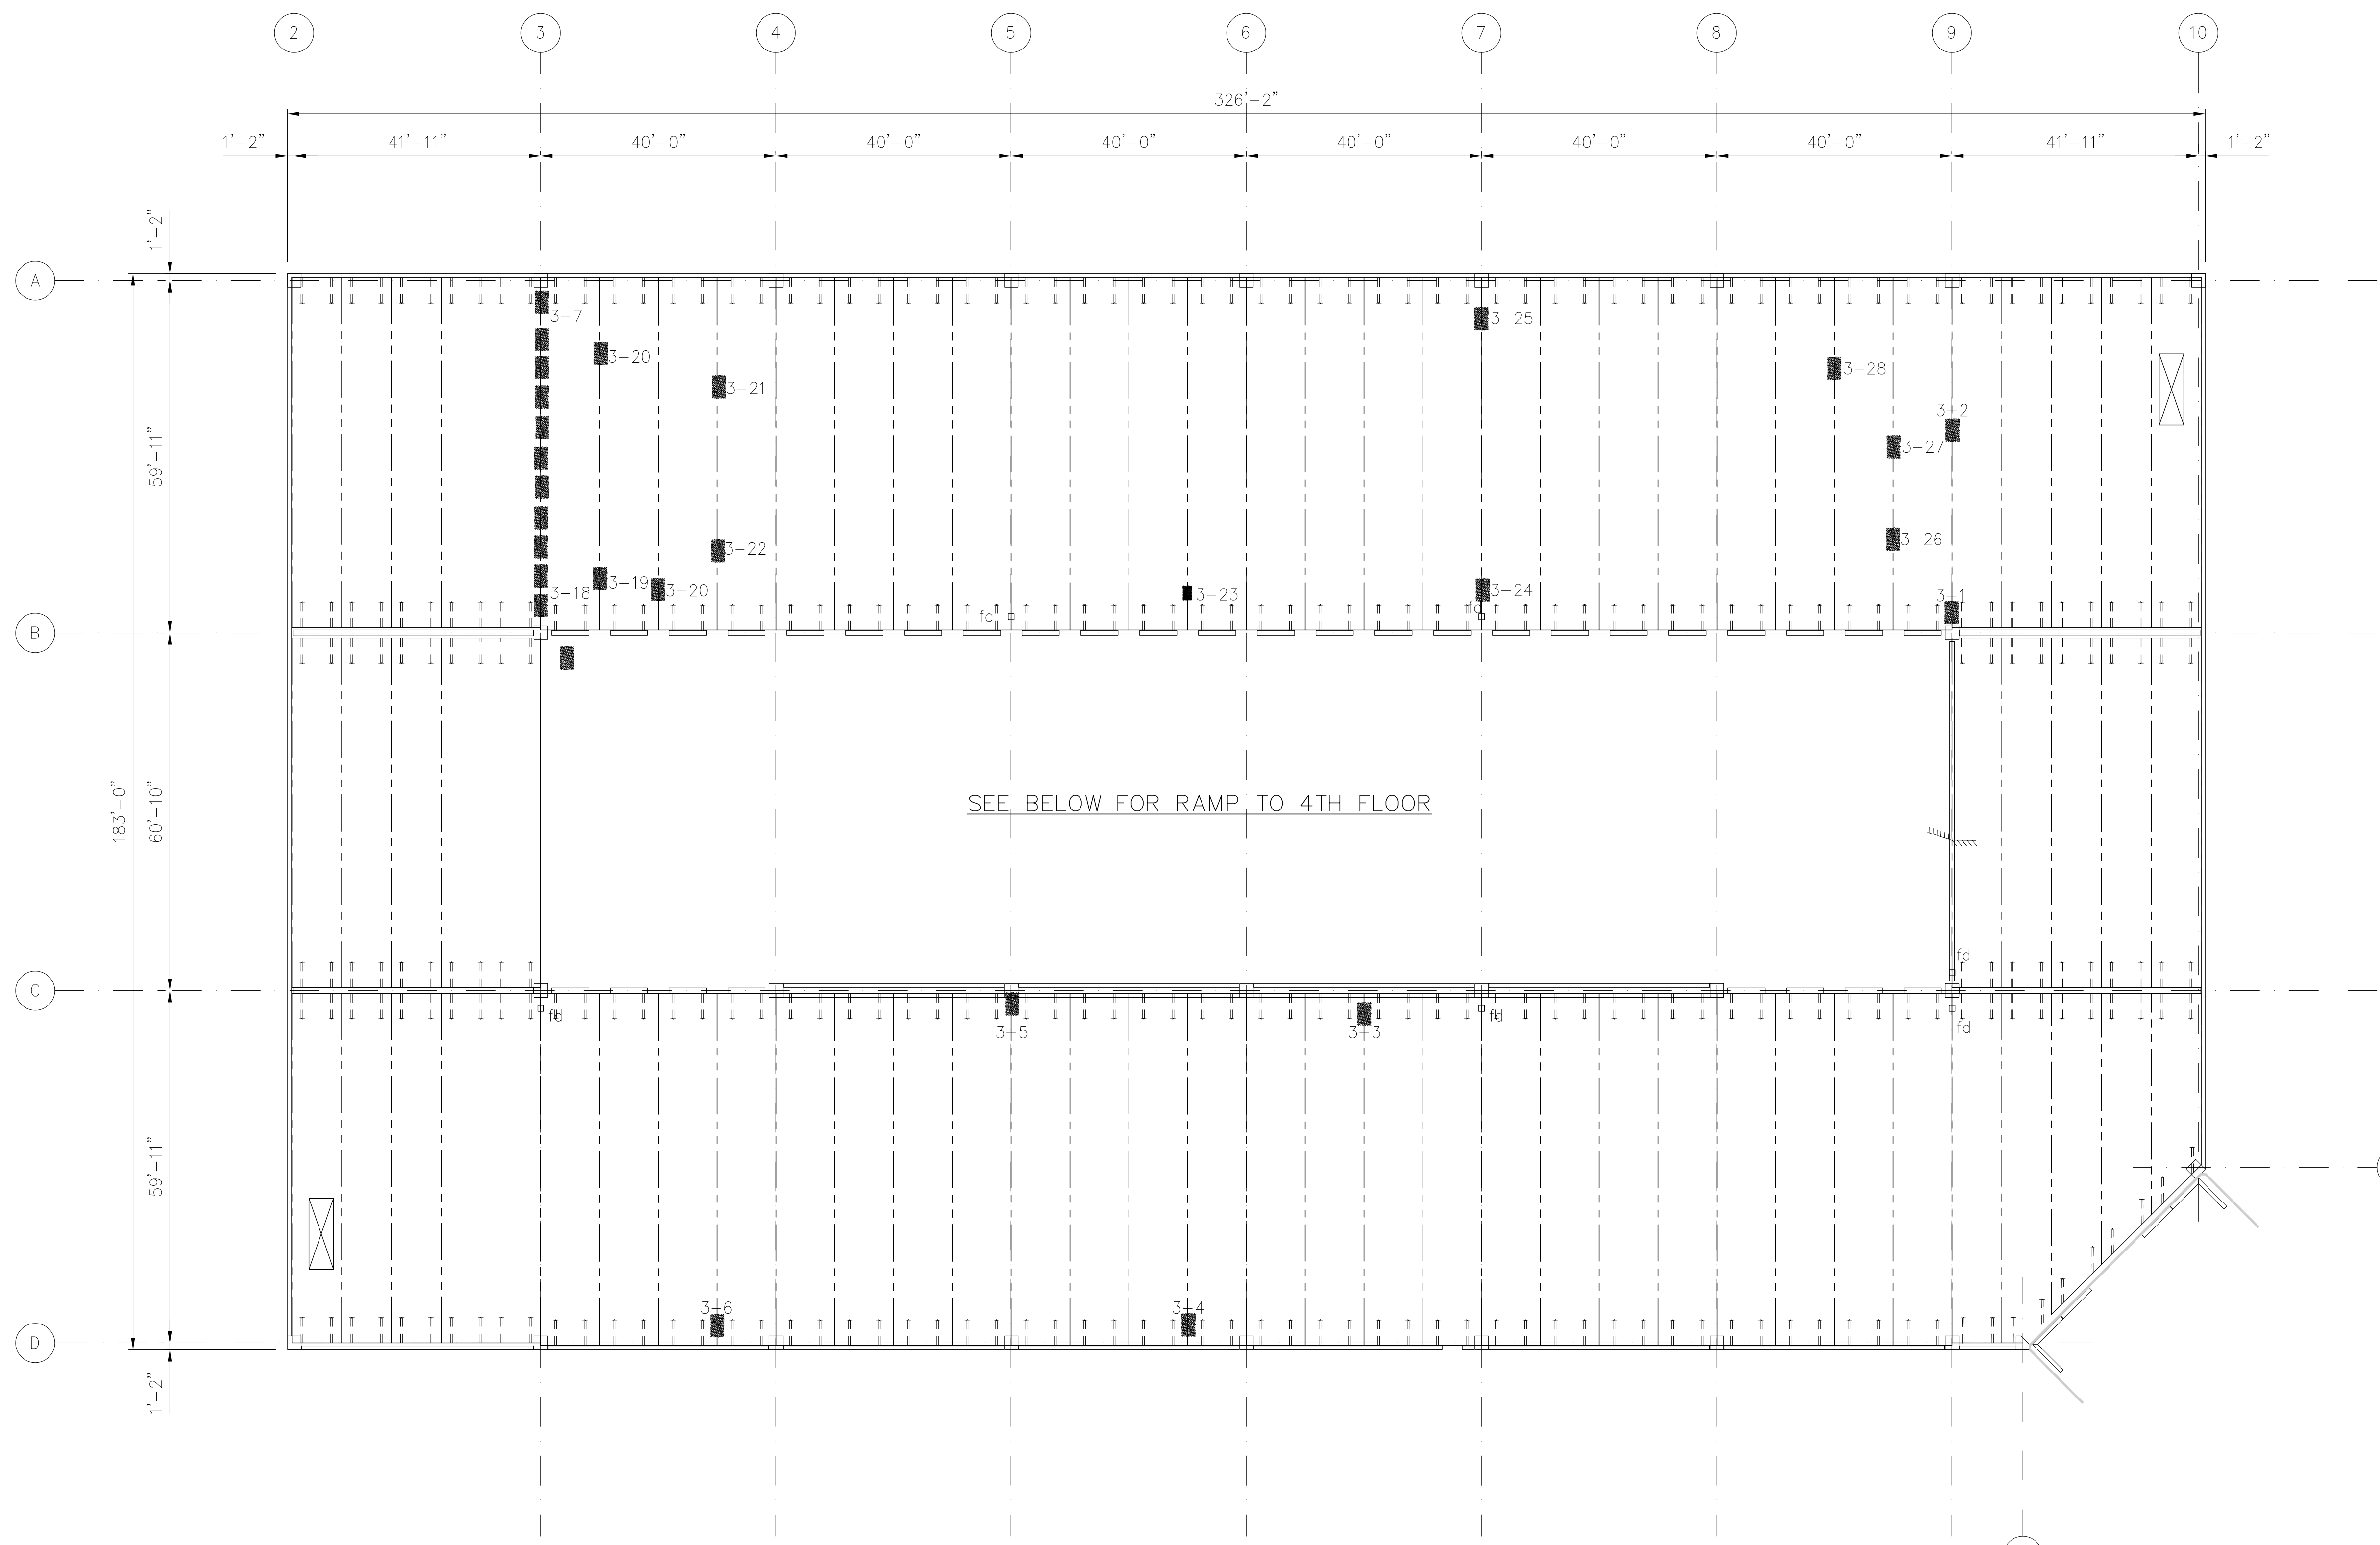 2 3 4 5 6 7 8 9 10
326'-2"
1'-2" 41'-11" 40'-0" 40'-0" 40'-0" 40'-0" 40'-0" 40'-0" 41'-11" 1'-2"
1'-2"
A
3-7
3-25
3-20
3-28
3-21
3-2
59'-11"
3-27
3-22
3-26
3-19
3-18
3-20
3-23
3-24
3-1
fd
fd
B
183'-0"
60'-10"
SEE BELOW FOR RAMP TO 4TH FLOOR
fd
C
fd
fd
fd
3-5
3-3
59'-11"
3-6
3-4
D
1'-2"